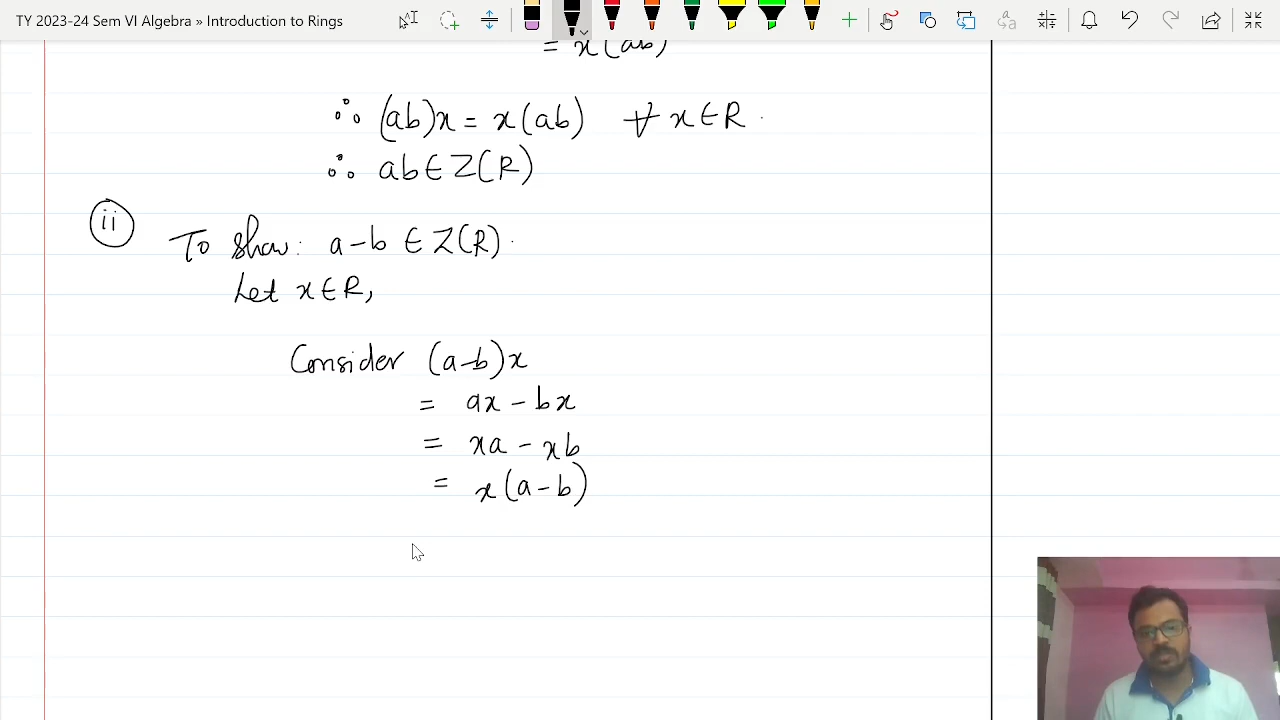 TY 2023-24 Sem VI Algebra » Introduction to Rings
= x(ab)
∴ (ab)x = x(ab) ∀ x∈R.
∴ ab∈Z(R)
ii
To show: a-b ∈ Z(R).
Let x∈R,
Consider (a-b)x
= ax - bx
= xa - xb
= x(a-b)